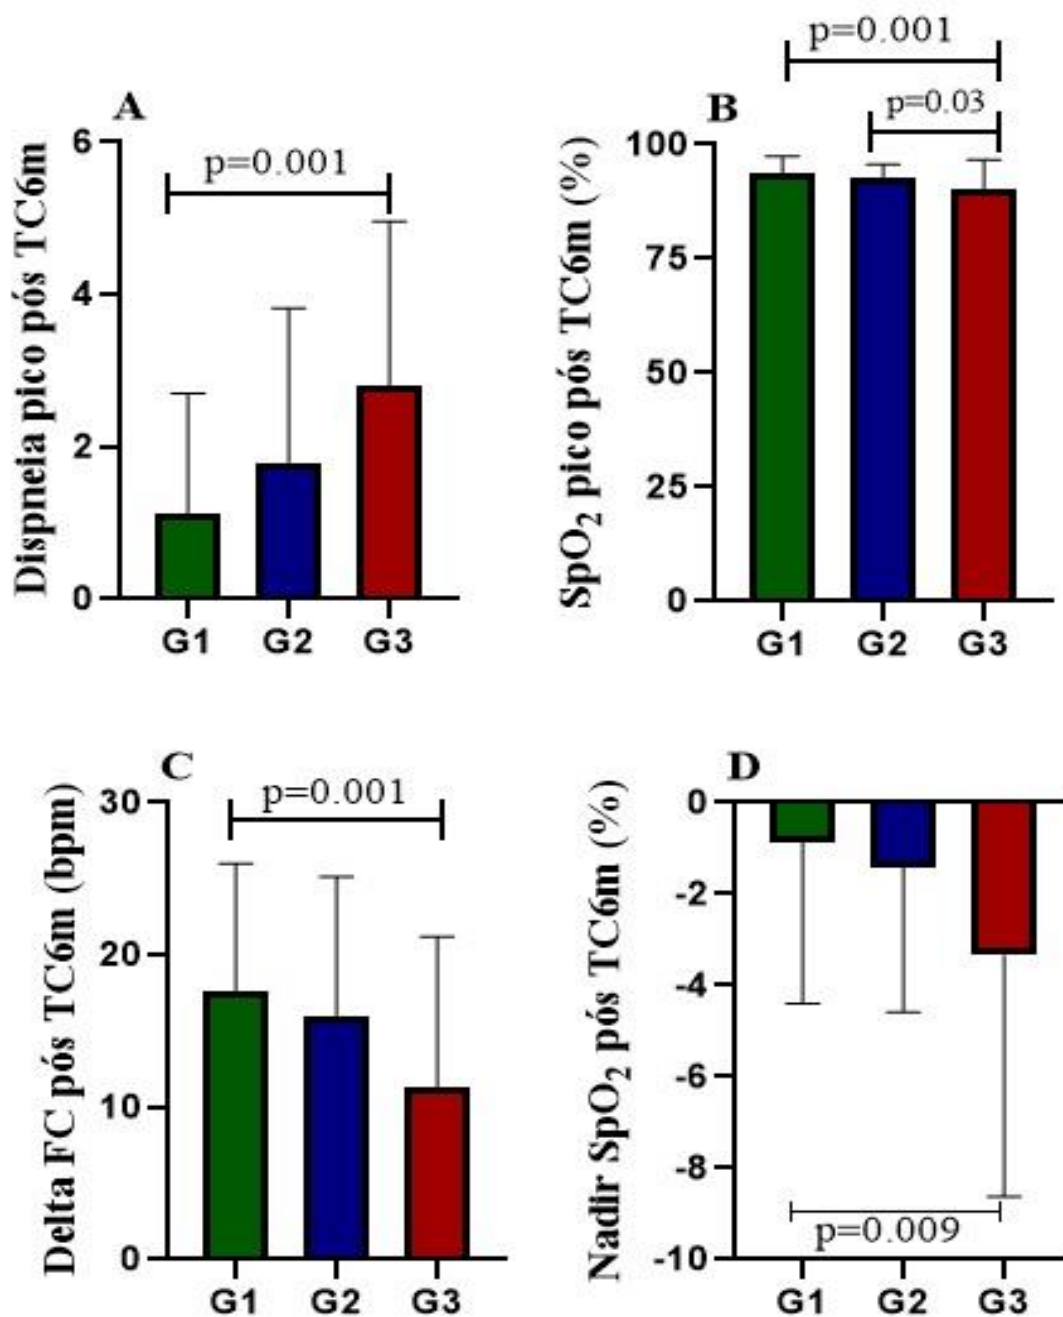 A
p=0.001
Dispneia pico pós TC6m
6
4
2
0
G1 G2 G3
p=0.001
B
p=0.03
SpO₂ pico pós TC6m (%)
100
75
50
25
0
G1 G2 G3
C
p=0.001
Delta FC pós TC6m (bpm)
30
20
10
0
G1 G2 G3
D
Nadir SpO₂ pós TC6m (%)
0
-2
-4
-6
-8
-10
p=0.009
G1 G2 G3